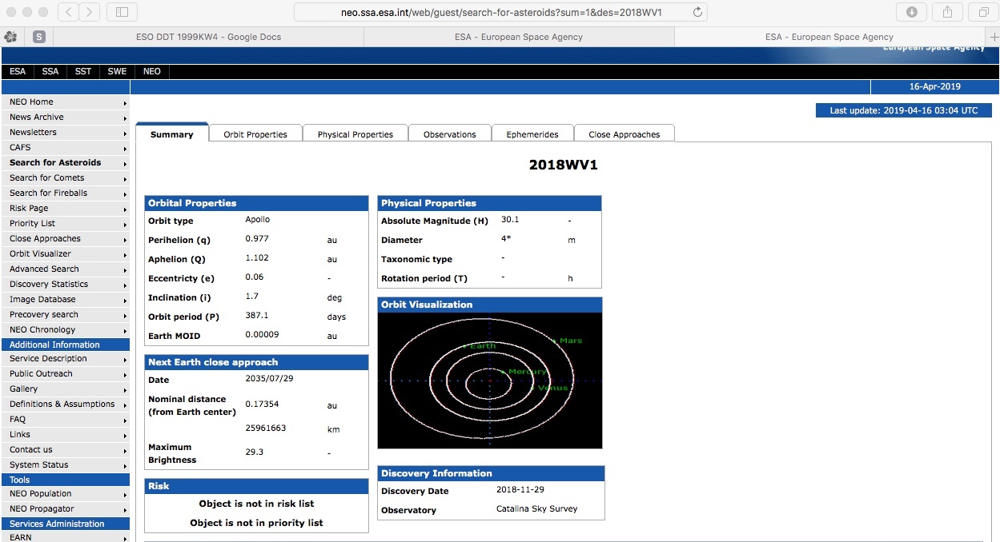 neo.ssa.esa.int/web/guest/search-for-asteroids?sum=1&des=2018WV1
S
ESO DDT 1999KW4 - Google Docs
ESA - European Space Agency
ESA - European Space Agency
European Space Agency
ESA SSA SST SWE NEO
16-Apr-2019
Last update: 2019-04-16 03:04 UTC
NEO Home
News Archive
Newsletters
CAFS
Search for Asteroids
Search for Comets
Search for Fireballs
Risk Page
Priority List
Close Approaches
Orbit Visualizer
Advanced Search
Discovery Statistics
Image Database
Precovery search
NEO Chronology
Additional Information
Service Description
Public Outreach
Gallery
Definitions & Assumptions
FAQ
Links
Contact us
System Status
Tools
NEO Population
NEO Propagator
Services Administration
EARN
Summary Orbit Properties Physical Properties Observations Ephemerides Close Approaches
2018WV1
Orbital Properties
Orbit type Apollo
Perihelion (q) 0.977 au
Aphelion (Q) 1.102 au
Eccentricty (e) 0.06 -
Inclination (i) 1.7 deg
Orbit period (P) 387.1 days
Earth MOID 0.00009 au
Next Earth close approach
Date 2035/07/29
Nominal distance
(from Earth center) 0.17354 au
25961663 km
Maximum
Brightness 29.3 -
Risk
Object is not in risk list
Object is not in priority list
Physical Properties
Absolute Magnitude (H) 30.1 -
Diameter 4* m
Taxonomic type -
Rotation period (T) - h
Orbit Visualization
Mars
Earth
Mercury
Venus
Discovery Information
Discovery Date 2018-11-29
Observatory Catalina Sky Survey